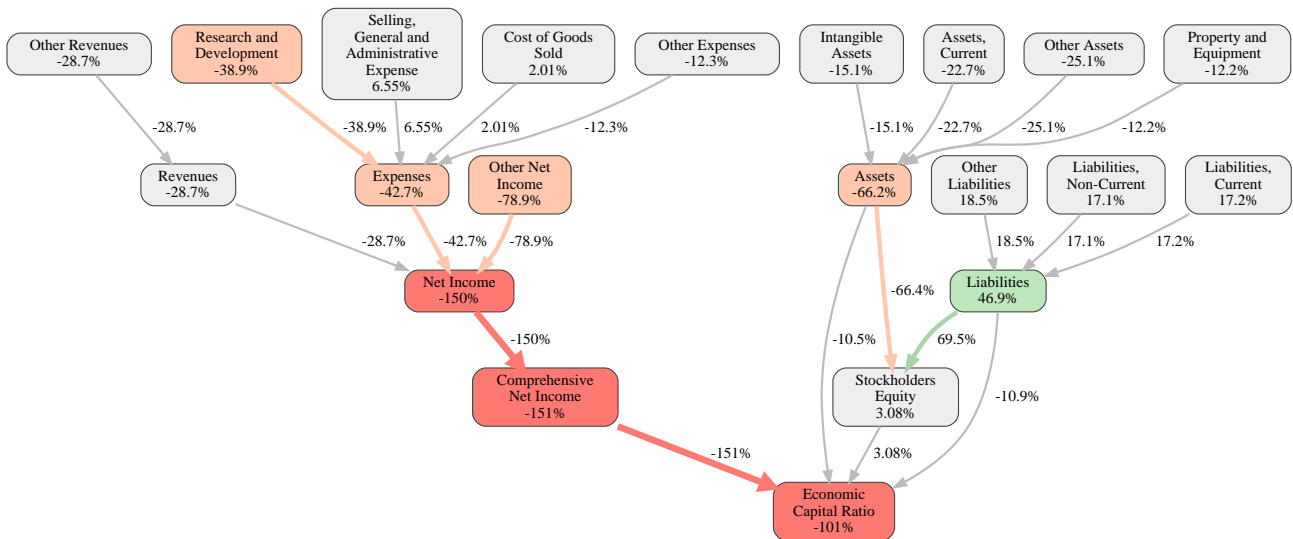 Other Revenues
-28.7%
Research and
Development
-38.9%
Selling,
General and
Administrative
Expense
6.55%
Cost of Goods
Sold
2.01%
Other Expenses
-12.3%
Intangible
Assets
-15.1%
Assets,
Current
-22.7%
Other Assets
-25.1%
Property and
Equipment
-12.2%
-28.7%
-38.9%
6.55%
2.01%
-12.3%
-15.1%
-22.7%
-25.1%
-12.2%
Revenues
-28.7%
Expenses
-42.7%
Other Net
Income
-78.9%
Assets
-66.2%
Other
Liabilities
18.5%
Liabilities,
Non-Current
17.1%
Liabilities,
Current
17.2%
-28.7%
-42.7%
-78.9%
18.5%
17.1%
17.2%
Net Income
-150%
Liabilities
46.9%
-66.4%
-150%
-10.5%
69.5%
Comprehensive
Net Income
-151%
Stockholders
Equity
3.08%
-10.9%
-151%
3.08%
Economic
Capital Ratio
-101%